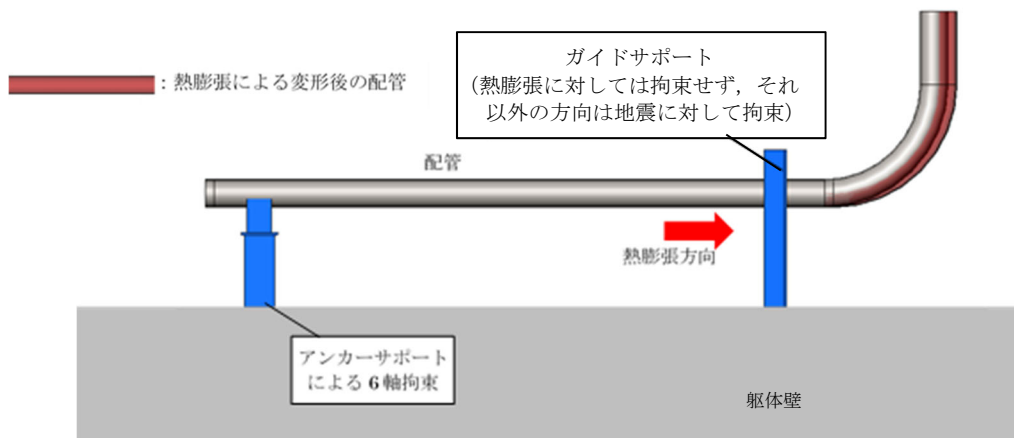 ガイドサポート
(熱膨張に対しては拘束せず，それ
以外の方向は地震に対して拘束)
：熱膨張による変形後の配管
配管
熱膨張方向
アンカーサポート
による 6 軸拘束
躯体壁